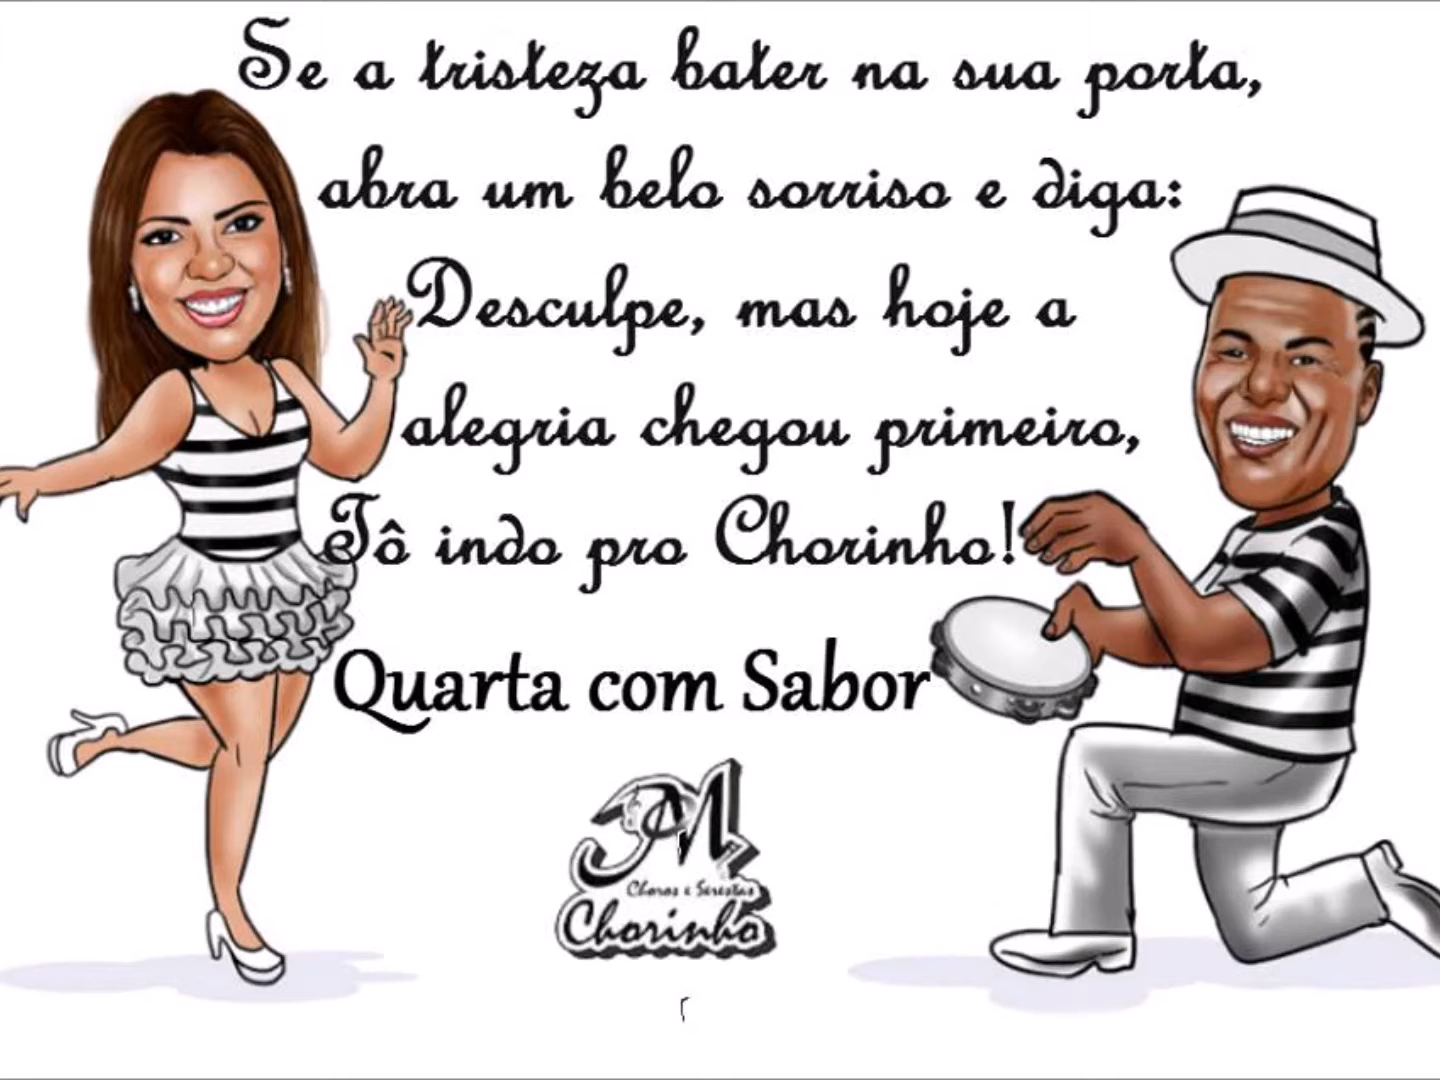 Se a tristeza bater na sua porta,
abra um belo sorriso e diga:
Desculpe, mas hoje a
alegria chegou primeiro,
Tô indo pro Chorinho!
Quarta com Sabor
Choros e Serestas
Chorinho